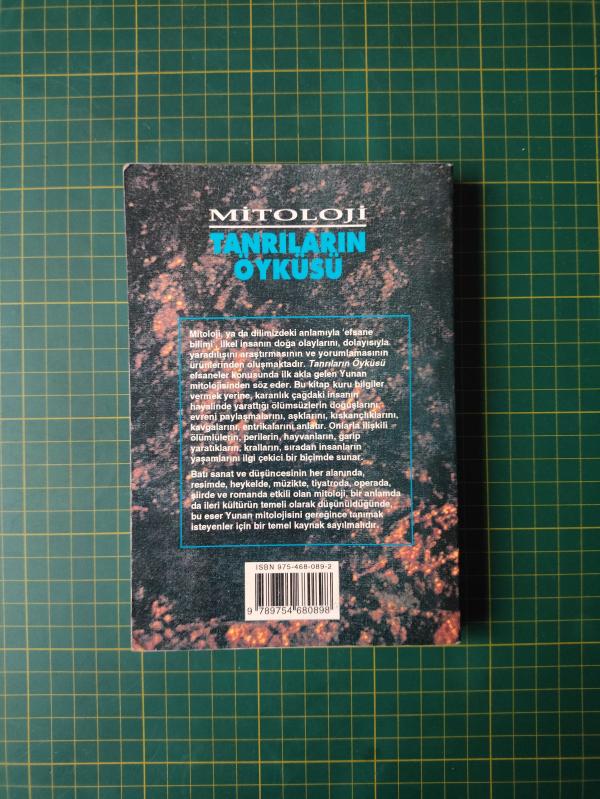 MİTOLOJİ
TANRILARIN
ÖYKÜSÜ
Mitoloji, ya da dilimizdeki anlamıyla 'efsane
bilimi', ilkel insanın doğa olaylarını, dolayısıyla
yaradılışını araştırmasının ve yorumlamasının
ürünlerinden oluşmaktadır. Tanrıların Öyküsü
efsaneler konusunda ilk akla gelen Yunan
mitolojisinden söz eder. Bu kitap kuru bilgiler
vermek yerine, karanlık çağdaki insanın
hayalinde yarattığı ölümsüzlerin doğuşlarını,
evreni paylaşmalarını, aşklarını, kıskançlıklarını,
kavgalarını, entrikalarını anlatır. Onlarla ilişkili
ölümlülerin, perilerin, hayvanların, garip
yaratıkların, kralların, sıradan insanların
yaşamlarını ilgi çekici bir biçimde sunar.
Batı sanat ve düşüncesinin her alanında,
resimde, heykelde, müzikte, tiyatroda, operada,
şiirde ve romanda etkili olan mitoloji, bir anlamda
da ileri kültürün temeli olarak düşünüldüğünde,
bu eser Yunan mitolojisini gereğince tanımak
isteyenler için bir temel kaynak sayılmalıdır.
ISBN 975-468-089-2
9 789754 680898